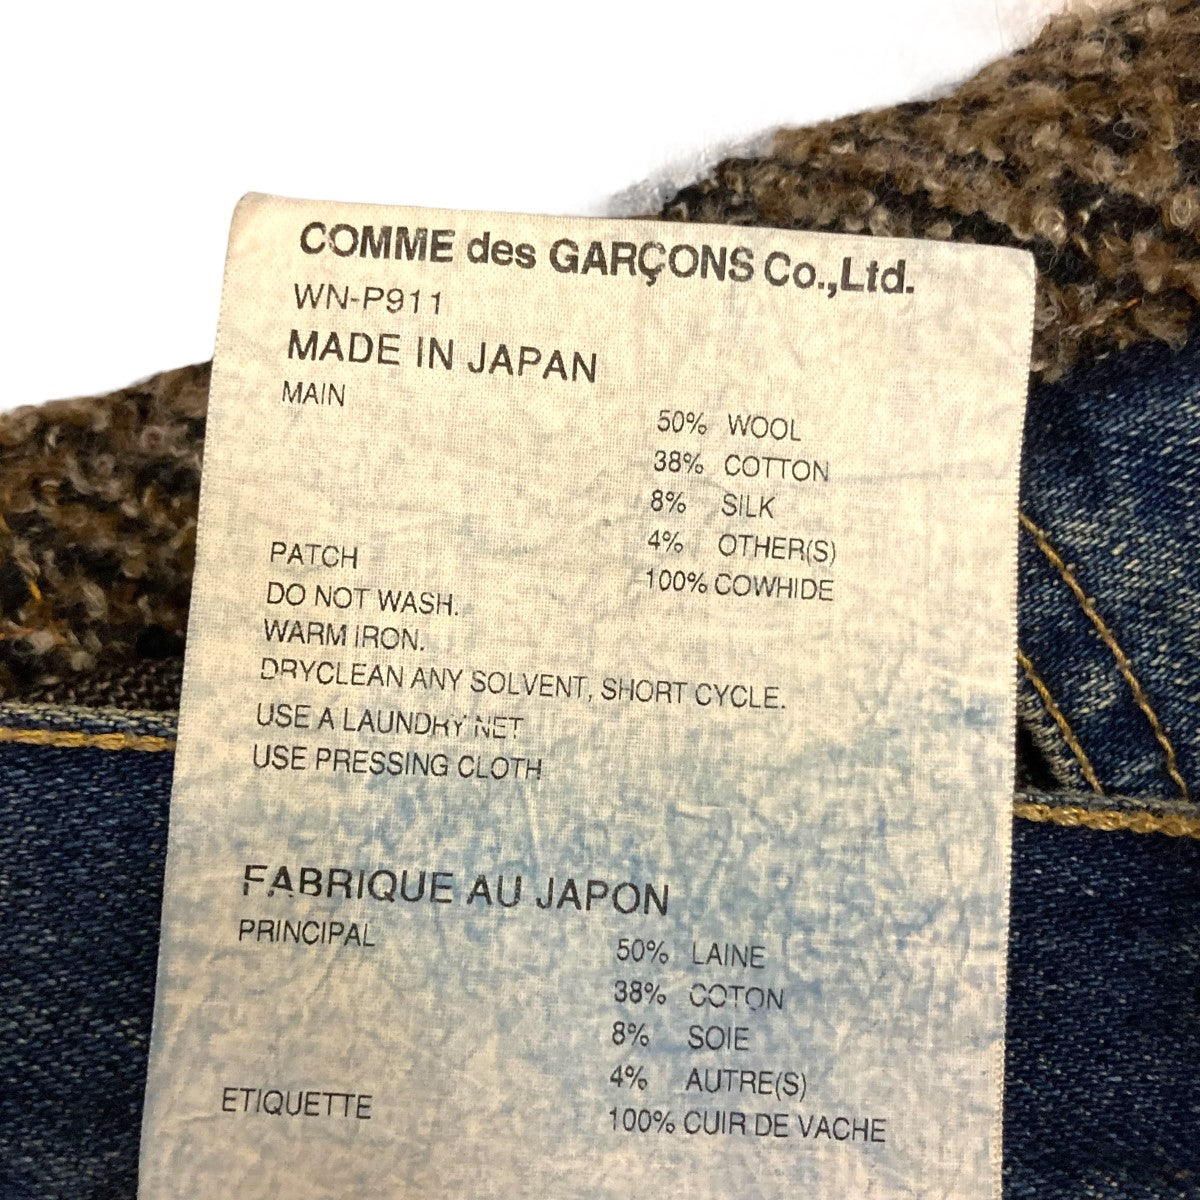 COMME des GARÇONS Co.,Ltd.
WN-P911
MADE IN JAPAN
MAIN
50% WOOL
38% COTTON
8% SILK
4% OTHER(S)
PATCH 100% COWHIDE
DO NOT WASH.
WARM IRON.
DRYCLEAN ANY SOLVENT, SHORT CYCLE.
USE A LAUNDRY NET
USE PRESSING CLOTH
FABRIQUE AU JAPON
PRINCIPAL
50% LAINE
38% COTON
8% SOIE
4% AUTRE(S)
ETIQUETTE 100% CUIR DE VACHE